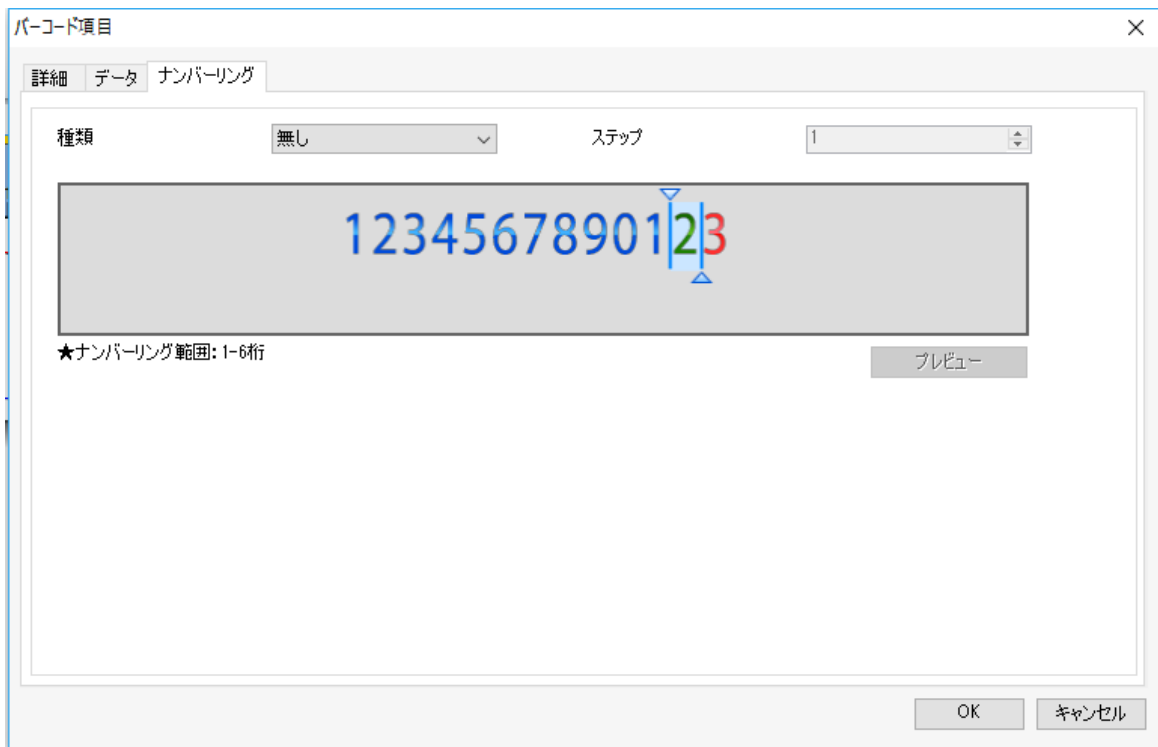 バーコード項目
詳細 データ ナンバーリング
種類 無し ステップ 1
1234567890123
★ナンバーリング範囲: 1-6桁
プレビュー
OK キャンセル